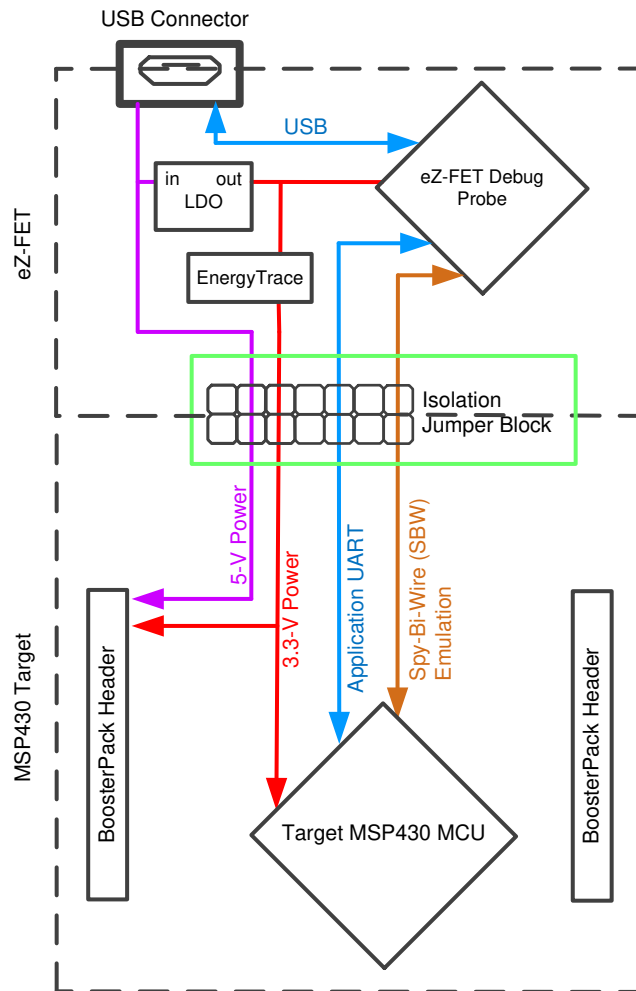 USB Connector
USB
in out
LDO
eZ-FET Debug
Probe
eZ-FET
EnergyTrace
Isolation
Jumper Block
5-V Power
3.3-V Power
Application UART
Spy-Bi-Wire (SBW)
Emulation
MSP430 Target
BoosterPack Header
Target MSP430 MCU
BoosterPack Header